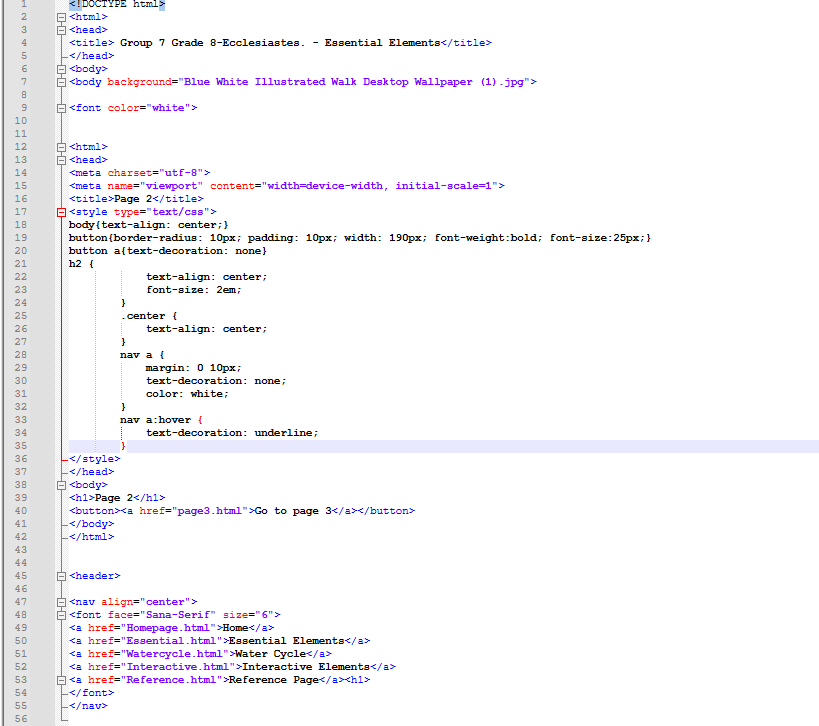 1 <!DOCTYPE html>
2 <html>
3 <head>
4 <title> Group 7 Grade 8-Ecclesiastes. - Essential Elements</title>
5 </head>
6 <body>
7 <body background="Blue White Illustrated Walk Desktop Wallpaper (1).jpg">
8
9 <font color="white">
10
11
12 <html>
13 <head>
14 <meta charset="utf-8">
15 <meta name="viewport" content="width=device-width, initial-scale=1">
16 <title>Page 2</title>
17 <style type="text/css">
18 body{text-align: center;}
19 button{border-radius: 10px; padding: 10px; width: 190px; font-weight:bold; font-size:25px;}
20 button a{text-decoration: none}
21 h2 {
22 text-align: center;
23 font-size: 2em;
24 }
25 .center {
26 text-align: center;
27 }
28 nav a {
29 margin: 0 10px;
30 text-decoration: none;
31 color: white;
32 }
33 nav a:hover {
34 text-decoration: underline;
35 }
36 </style>
37 </head>
38 <body>
39 <h1>Page 2</h1>
40 <button><a href="page3.html">Go to page 3</a></button>
41 </body>
42 </html>
43
44
45 <header>
46
47 <nav align="center">
48 <font face="Sana-Serif" size="6">
49 <a href="Homepage.html">Home</a>
50 <a href="Essential.html">Essential Elements</a>
51 <a href="Watercycle.html">Water Cycle</a>
52 <a href="Interactive.html">Interactive Elements</a>
53 <a href="Reference.html">Reference Page</a><h1>
54 </font>
55 </nav>
56